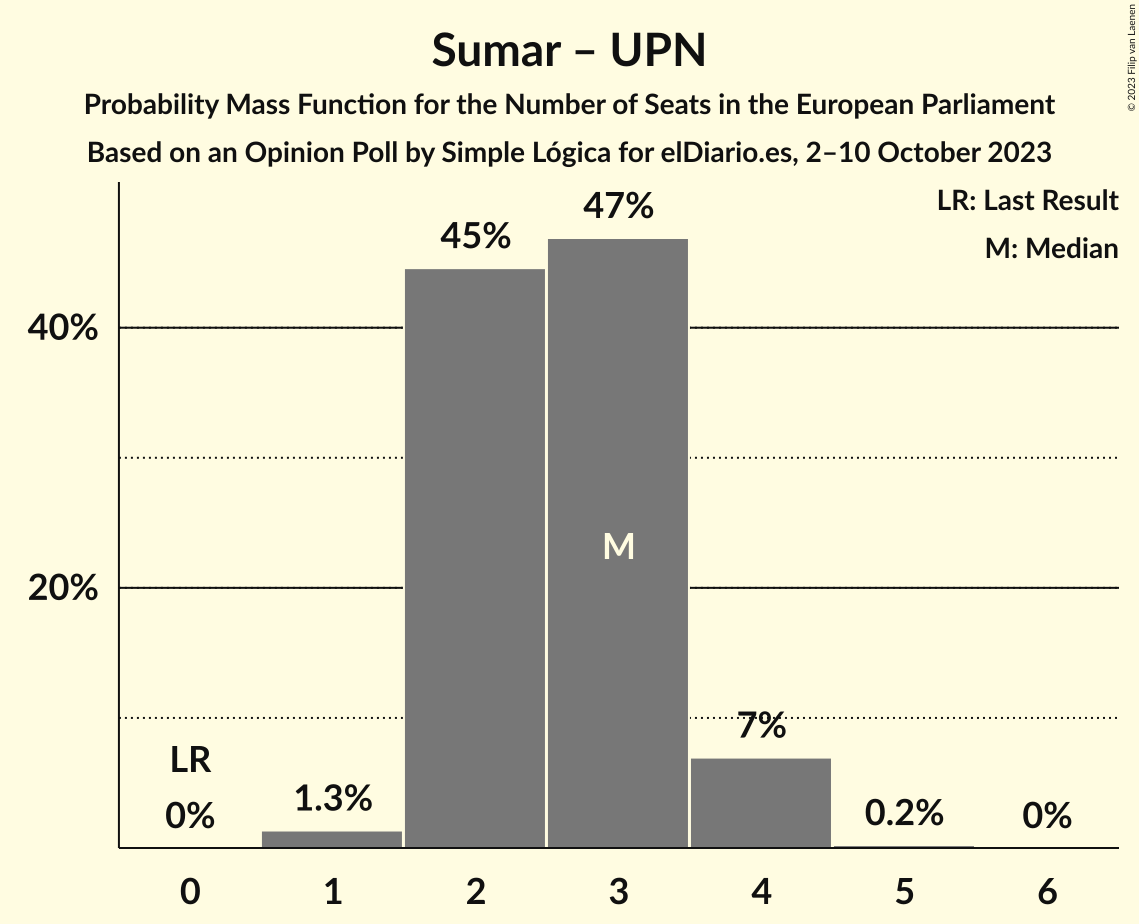 Sumar – UPN
Probability Mass Function for the Number of Seats in the European Parliament
Based on an Opinion Poll by Simple Lógica for elDiario.es, 2–10 October 2023
© 2023 Filip van Laenen
LR: Last Result
M: Median
47%
45%
40%
M
20%
7%
LR
0%
1.3%
0.2%
0%
0 1 2 3 4 5 6